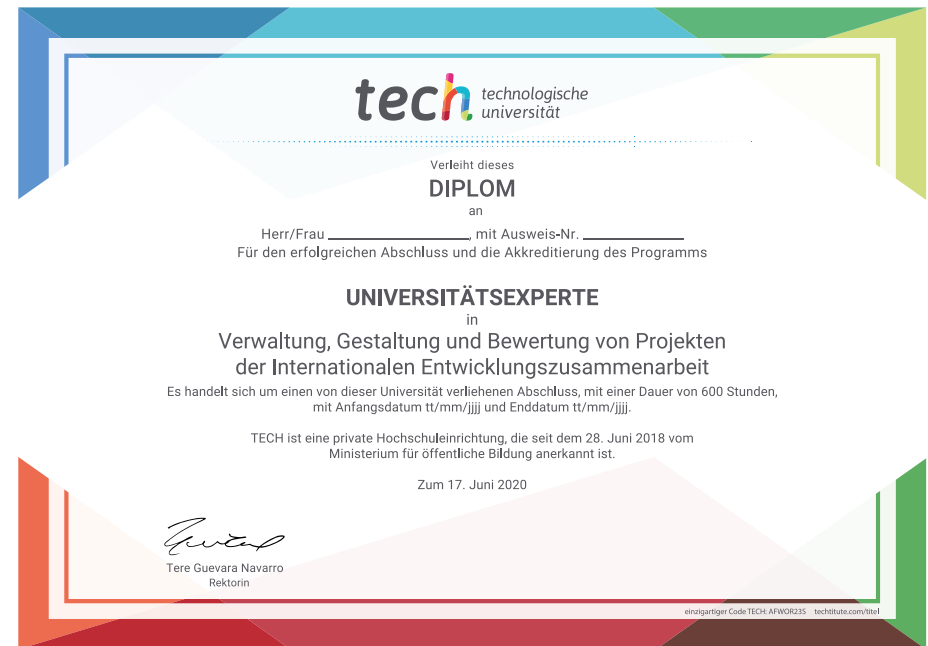 tech technologische
universität
Verleiht dieses
DIPLOM
an
Herr/Frau ____________________, mit Ausweis-Nr. ______________
Für den erfolgreichen Abschluss und die Akkreditierung des Programms
UNIVERSITÄTSEXPERTE
in
Verwaltung, Gestaltung und Bewertung von Projekten
der Internationalen Entwicklungszusammenarbeit
Es handelt sich um einen von dieser Universität verliehenen Abschluss, mit einer Dauer von 600 Stunden,
mit Anfangsdatum tt/mm/jjjj und Enddatum tt/mm/jjjj.
TECH ist eine private Hochschuleinrichtung, die seit dem 28. Juni 2018 vom
Ministerium für öffentliche Bildung anerkannt ist.
Zum 17. Juni 2020
Tere Guevara Navarro
Rektorin
einzigartiger Code TECH: AFWOR23S techtitute.com/titel